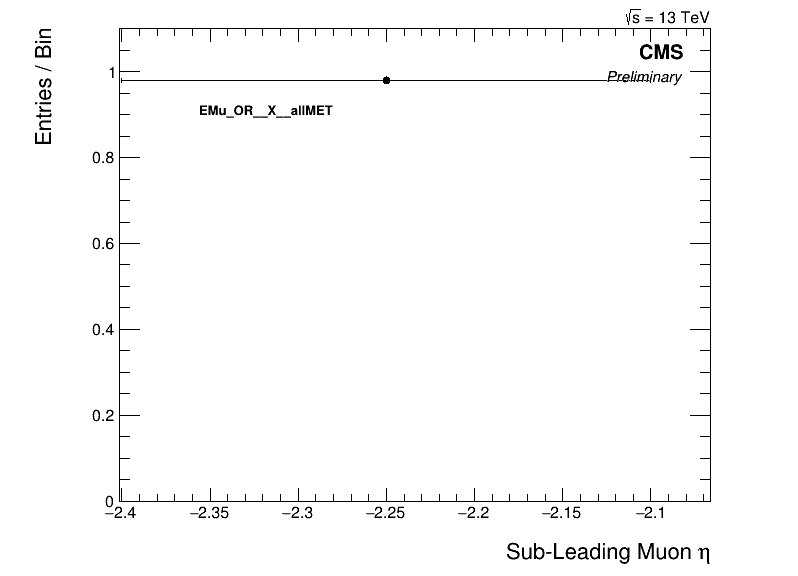 √s = 13 TeV
CMS
Preliminary
EMu_OR__X__allMET
Entries / Bin
1
0.8
0.6
0.4
0.2
0
−2.4 −2.35 −2.3 −2.25 −2.2 −2.15 −2.1
Sub-Leading Muon η